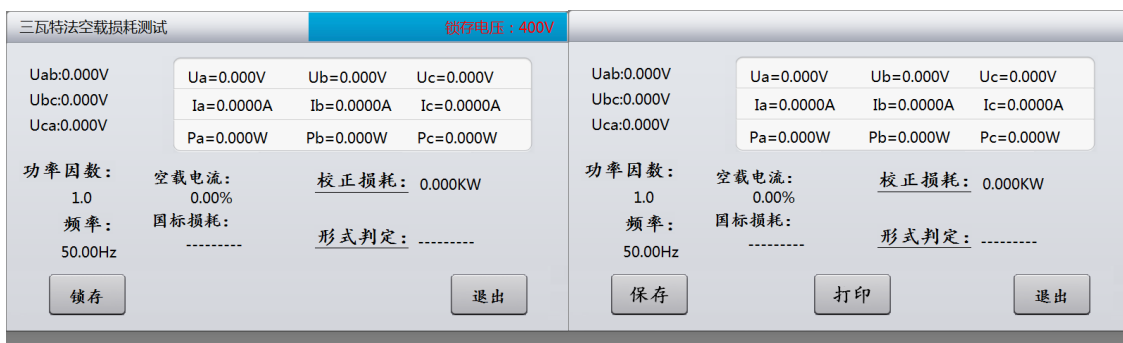 三瓦特法空载损耗测试
锁存电压：400V
Uab:0.000V
Ubc:0.000V
Uca:0.000V
Ua=0.000V Ub=0.000V Uc=0.000V
Ia=0.0000A Ib=0.0000A Ic=0.0000A
Pa=0.000W Pb=0.000W Pc=0.000W
功率因数：
1.0
空载电流：
0.00%
校正损耗： 0.000KW
频率：
50.00Hz
国标损耗：
---------
形式判定： ---------
锁存
退出
Uab:0.000V
Ubc:0.000V
Uca:0.000V
Ua=0.000V Ub=0.000V Uc=0.000V
Ia=0.0000A Ib=0.0000A Ic=0.0000A
Pa=0.000W Pb=0.000W Pc=0.000W
功率因数：
1.0
空载电流：
0.00%
校正损耗： 0.000KW
频率：
50.00Hz
国标损耗：
---------
形式判定： ---------
保存
打印
退出